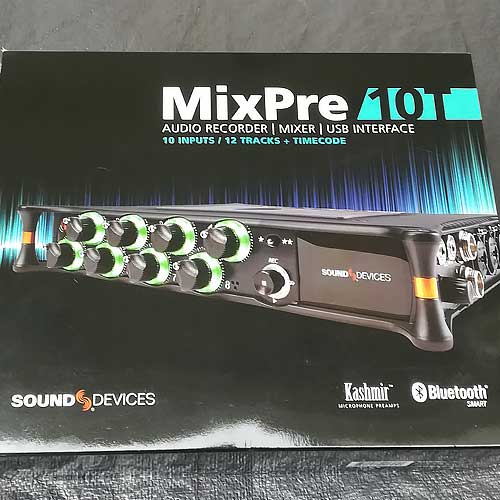 MixPre 10T
AUDIO RECORDER | MIXER | USB INTERFACE
10 INPUTS / 12 TRACKS + TIMECODE
REC
SOUND DEVICES
SOUND DEVICES
Kashmir™
MICROPHONE PREAMPS
Bluetooth®
SMART